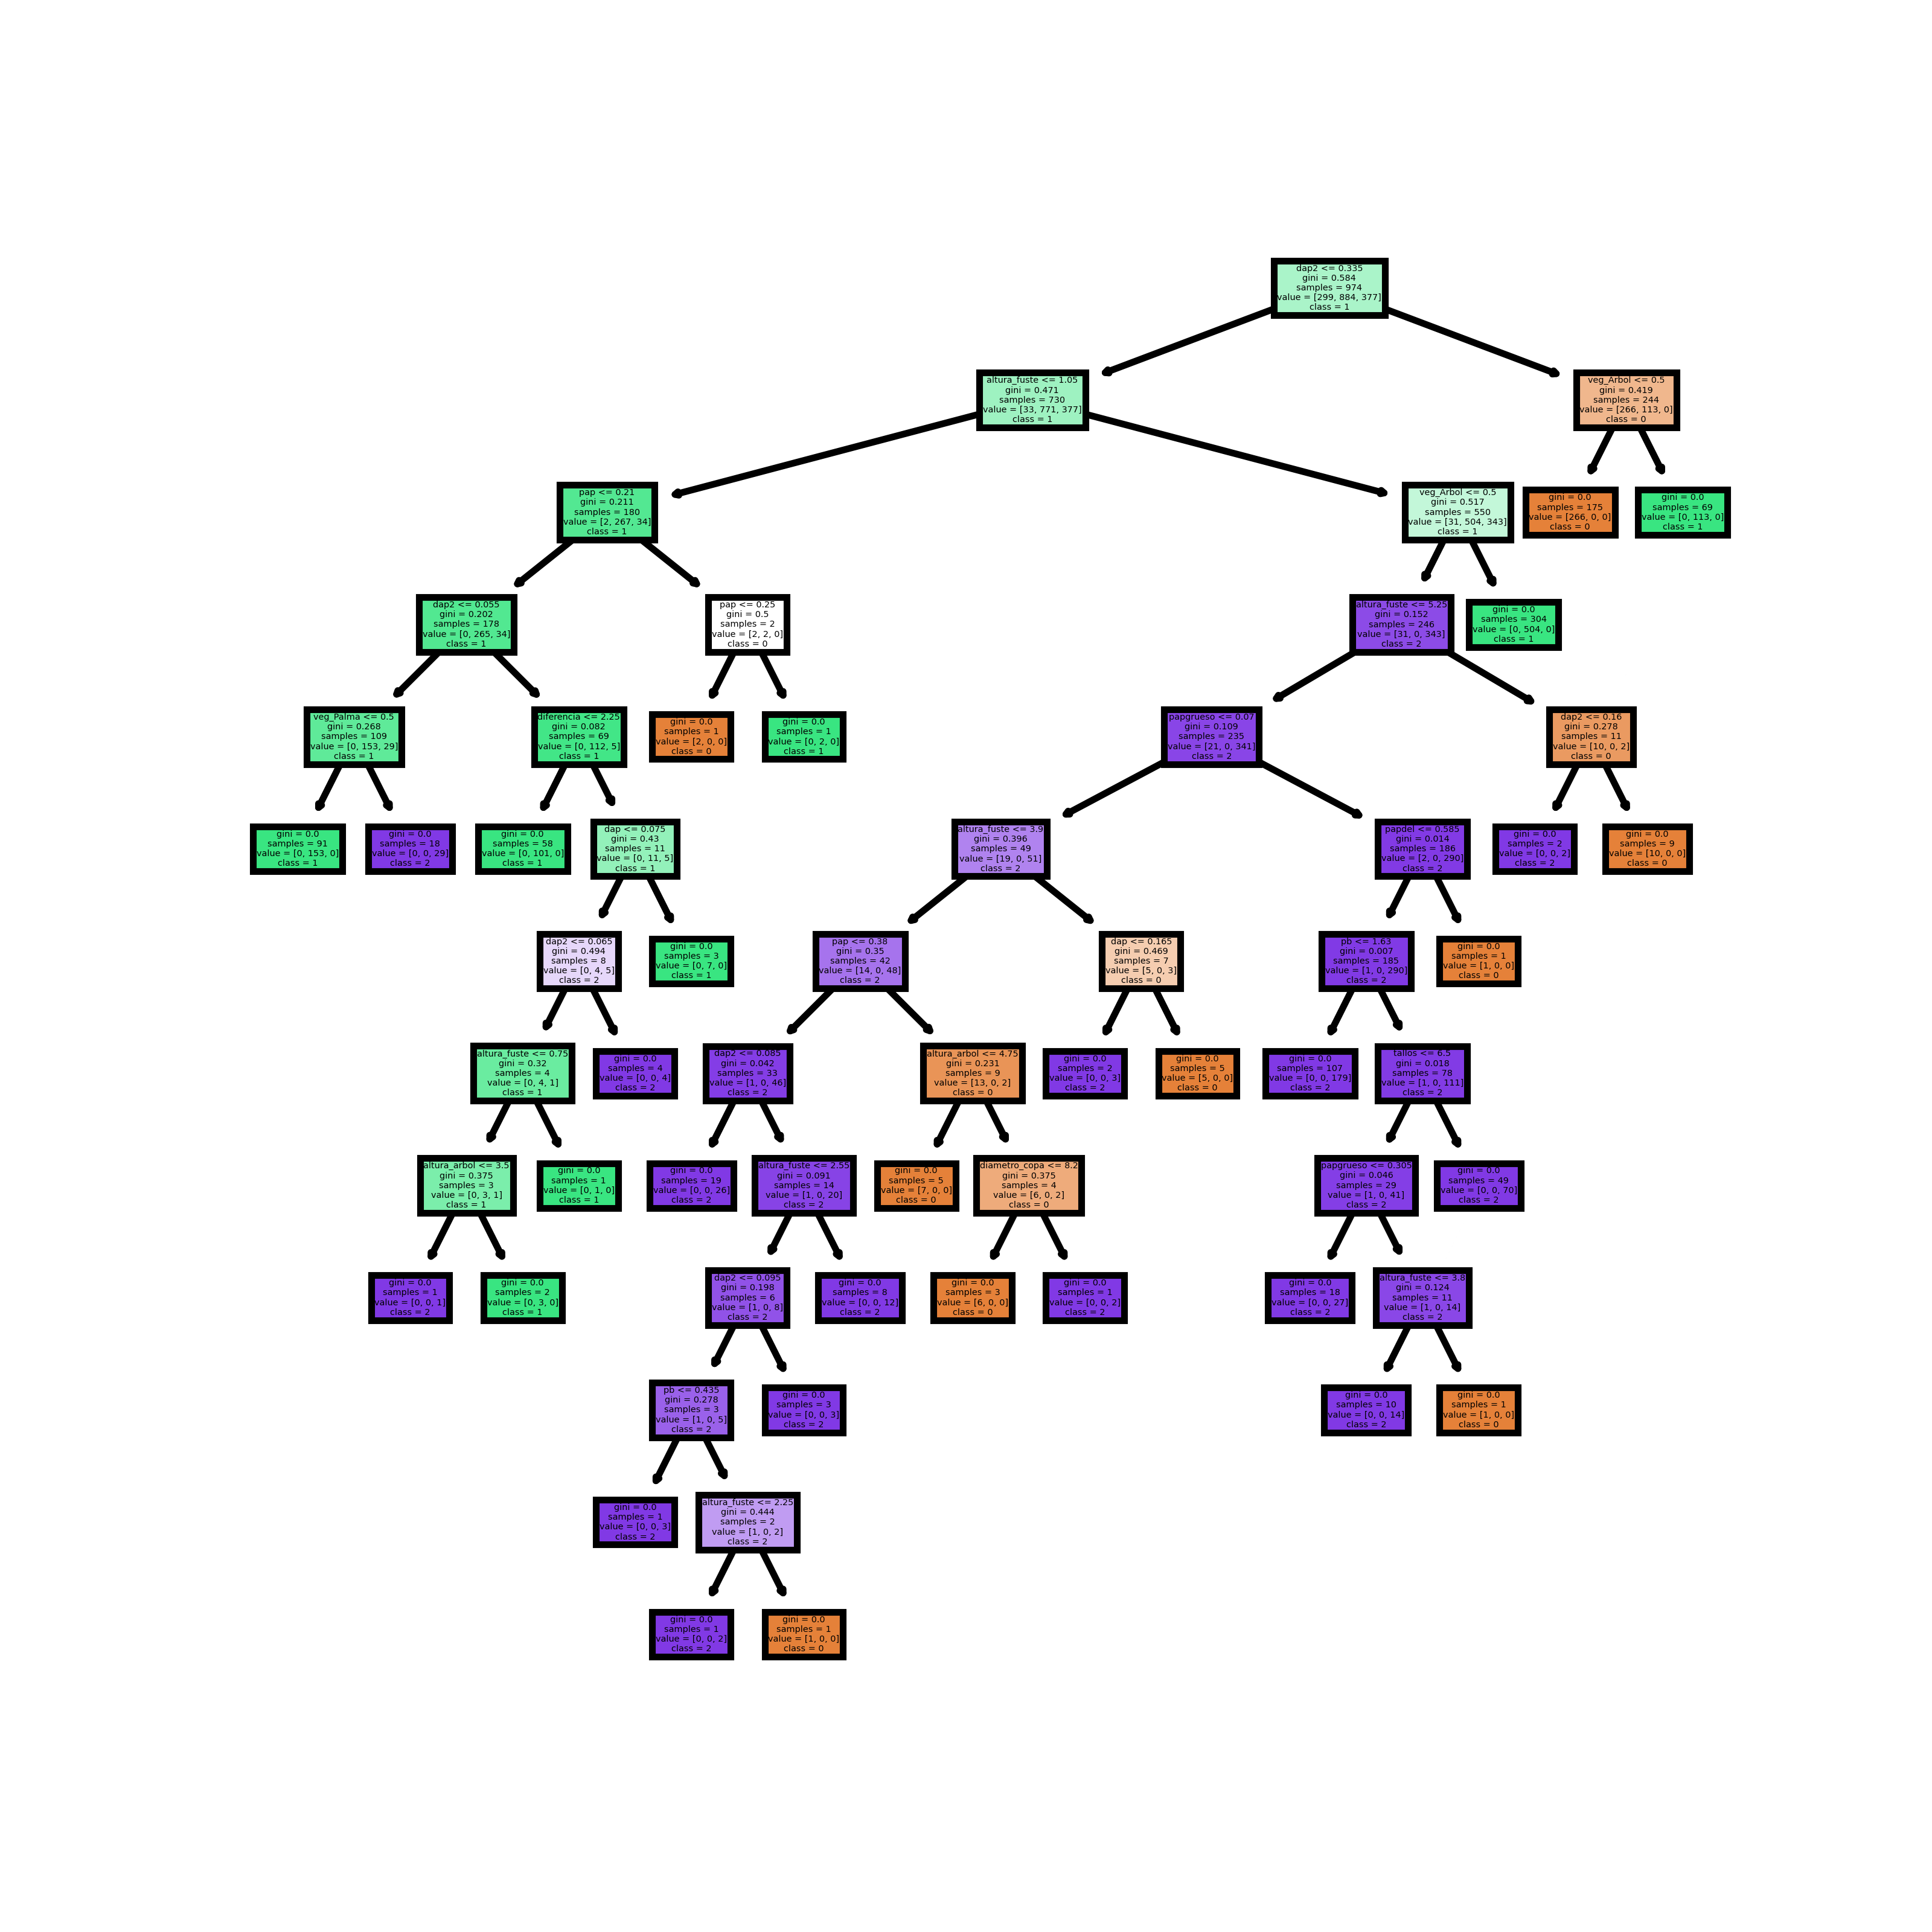 dap2 <= 0.335
gini = 0.584
samples = 974
value = [299, 884, 377]
class = 1
altura_fuste <= 1.05
gini = 0.471
samples = 730
value = [33, 771, 377]
class = 1
veg_Arbol <= 0.5
gini = 0.419
samples = 244
value = [266, 113, 0]
class = 0
pap <= 0.21
gini = 0.211
samples = 180
value = [2, 267, 34]
class = 1
veg_Arbol <= 0.5
gini = 0.517
samples = 550
value = [31, 504, 343]
class = 1
gini = 0.0
samples = 175
value = [266, 0, 0]
class = 0
gini = 0.0
samples = 69
value = [0, 113, 0]
class = 1
dap2 <= 0.055
gini = 0.202
samples = 178
value = [0, 265, 34]
class = 1
pap <= 0.25
gini = 0.5
samples = 2
value = [2, 2, 0]
class = 0
altura_fuste <= 5.25
gini = 0.152
samples = 246
value = [31, 0, 343]
class = 2
gini = 0.0
samples = 304
value = [0, 504, 0]
class = 1
veg_Palma <= 0.5
gini = 0.268
samples = 109
value = [0, 153, 29]
class = 1
diferencia <= 2.25
gini = 0.082
samples = 69
value = [0, 112, 5]
class = 1
gini = 0.0
samples = 1
value = [2, 0, 0]
class = 0
gini = 0.0
samples = 1
value = [0, 2, 0]
class = 1
papgrueso <= 0.07
gini = 0.109
samples = 235
value = [21, 0, 341]
class = 2
dap2 <= 0.16
gini = 0.278
samples = 11
value = [10, 0, 2]
class = 0
gini = 0.0
samples = 91
value = [0, 153, 0]
class = 1
gini = 0.0
samples = 18
value = [0, 0, 29]
class = 2
gini = 0.0
samples = 58
value = [0, 101, 0]
class = 1
dap <= 0.075
gini = 0.43
samples = 11
value = [0, 11, 5]
class = 1
altura_fuste <= 3.9
gini = 0.396
samples = 49
value = [19, 0, 51]
class = 2
papdel <= 0.585
gini = 0.014
samples = 186
value = [2, 0, 290]
class = 2
gini = 0.0
samples = 2
value = [0, 0, 2]
class = 2
gini = 0.0
samples = 9
value = [10, 0, 0]
class = 0
dap2 <= 0.065
gini = 0.494
samples = 8
value = [0, 4, 5]
class = 2
gini = 0.0
samples = 3
value = [0, 7, 0]
class = 1
pap <= 0.38
gini = 0.35
samples = 42
value = [14, 0, 48]
class = 2
dap <= 0.165
gini = 0.469
samples = 7
value = [5, 0, 3]
class = 0
pb <= 1.63
gini = 0.007
samples = 185
value = [1, 0, 290]
class = 2
gini = 0.0
samples = 1
value = [1, 0, 0]
class = 0
altura_fuste <= 0.75
gini = 0.32
samples = 4
value = [0, 4, 1]
class = 1
gini = 0.0
samples = 4
value = [0, 0, 4]
class = 2
dap2 <= 0.085
gini = 0.042
samples = 33
value = [1, 0, 46]
class = 2
altura_arbol <= 4.75
gini = 0.231
samples = 9
value = [13, 0, 2]
class = 0
gini = 0.0
samples = 2
value = [0, 0, 3]
class = 2
gini = 0.0
samples = 5
value = [5, 0, 0]
class = 0
gini = 0.0
samples = 107
value = [0, 0, 179]
class = 2
tallos <= 6.5
gini = 0.018
samples = 78
value = [1, 0, 111]
class = 2
altura_arbol <= 3.5
gini = 0.375
samples = 3
value = [0, 3, 1]
class = 1
gini = 0.0
samples = 1
value = [0, 1, 0]
class = 1
gini = 0.0
samples = 19
value = [0, 0, 26]
class = 2
altura_fuste <= 2.55
gini = 0.091
samples = 14
value = [1, 0, 20]
class = 2
gini = 0.0
samples = 5
value = [7, 0, 0]
class = 0
diametro_copa <= 8.2
gini = 0.375
samples = 4
value = [6, 0, 2]
class = 0
papgrueso <= 0.305
gini = 0.046
samples = 29
value = [1, 0, 41]
class = 2
gini = 0.0
samples = 49
value = [0, 0, 70]
class = 2
gini = 0.0
samples = 1
value = [0, 0, 1]
class = 2
gini = 0.0
samples = 2
value = [0, 3, 0]
class = 1
dap2 <= 0.095
gini = 0.198
samples = 6
value = [1, 0, 8]
class = 2
gini = 0.0
samples = 8
value = [0, 0, 12]
class = 2
gini = 0.0
samples = 3
value = [6, 0, 0]
class = 0
gini = 0.0
samples = 1
value = [0, 0, 2]
class = 2
gini = 0.0
samples = 18
value = [0, 0, 27]
class = 2
altura_fuste <= 3.8
gini = 0.124
samples = 11
value = [1, 0, 14]
class = 2
pb <= 0.435
gini = 0.278
samples = 3
value = [1, 0, 5]
class = 2
gini = 0.0
samples = 3
value = [0, 0, 3]
class = 2
gini = 0.0
samples = 10
value = [0, 0, 14]
class = 2
gini = 0.0
samples = 1
value = [1, 0, 0]
class = 0
gini = 0.0
samples = 1
value = [0, 0, 3]
class = 2
altura_fuste <= 2.25
gini = 0.444
samples = 2
value = [1, 0, 2]
class = 2
gini = 0.0
samples = 1
value = [0, 0, 2]
class = 2
gini = 0.0
samples = 1
value = [1, 0, 0]
class = 0